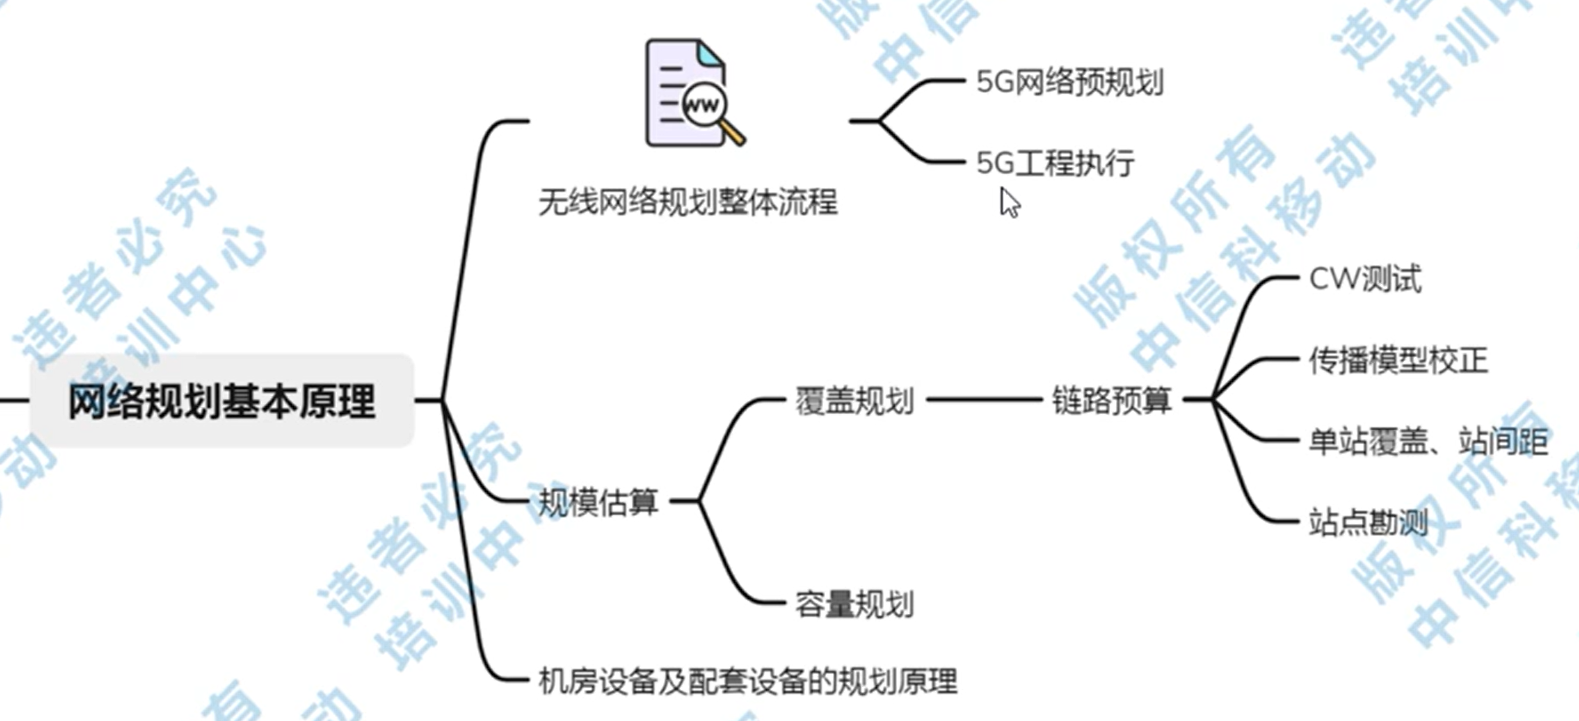 5G网络预规划
5G工程执行
无线网络规划整体流程
CW测试
传播模型校正
网络规划基本原理
覆盖规划
链路预算
单站覆盖、站间距
规模估算
站点勘测
容量规划
机房设备及配套设备的规划原理
WW
版权所有
中信科移动
培训中心
违者必究